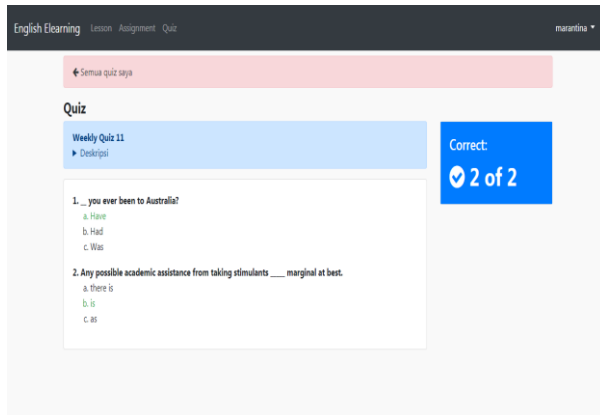 English Elearning Lesson Assignment Quiz marantina
Semua quiz saya
Quiz
Weekly Quiz 11
Deskripsi
Correct:
2 of 2
1. _ you ever been to Australia?
a. Have
b. Had
c. Was
2. Any possible academic assistance from taking stimulants ____ marginal at best.
a. there is
b. is
c. as